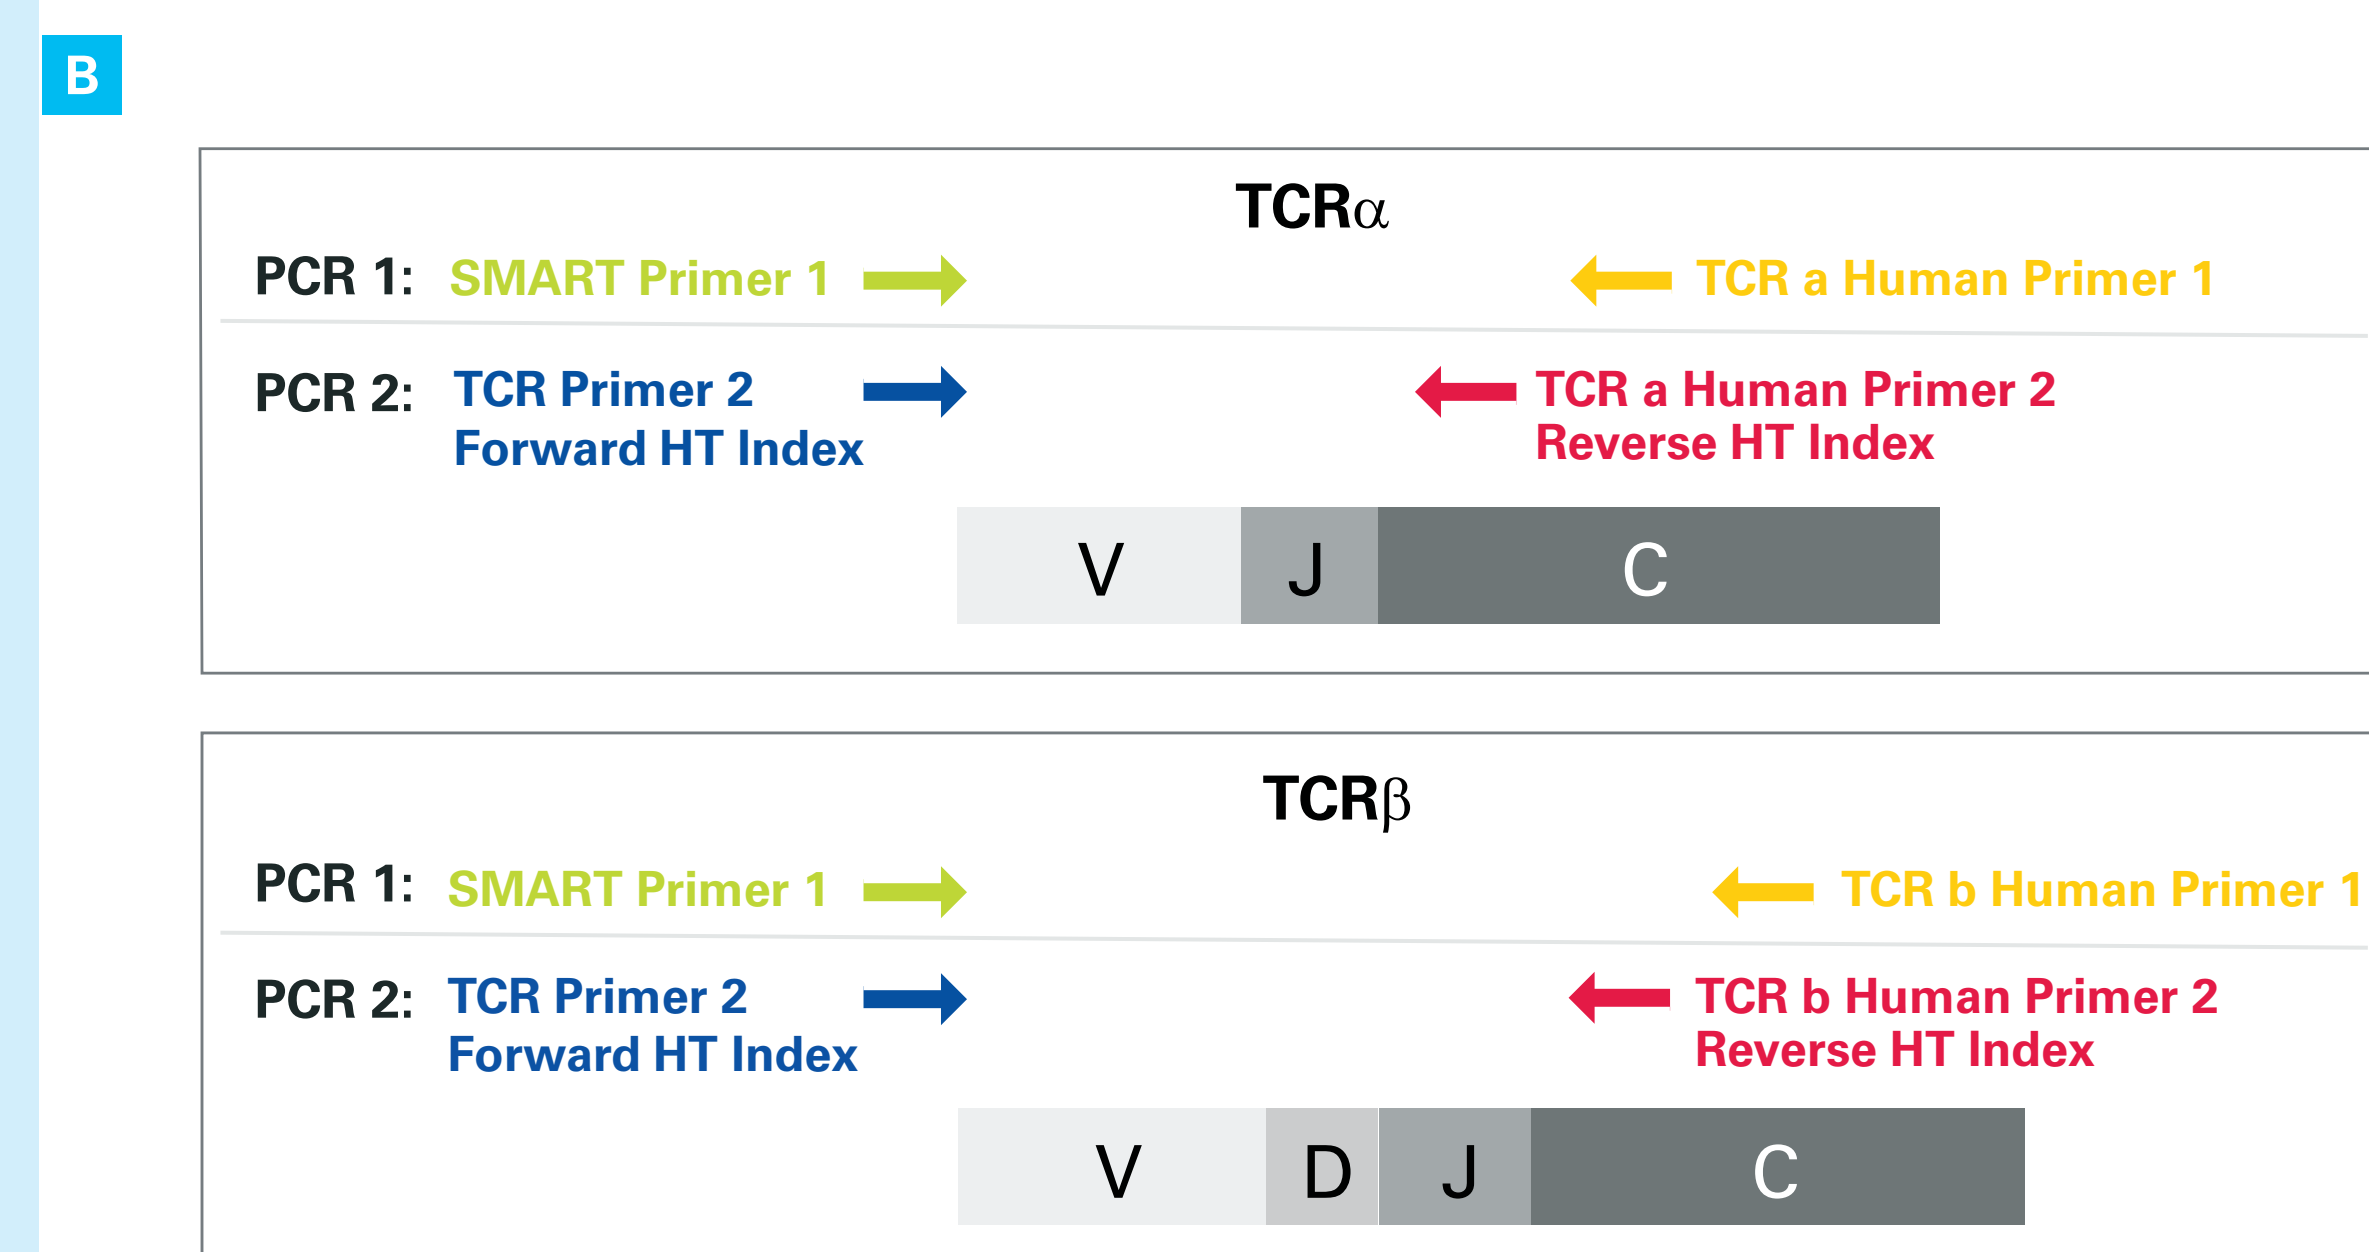 B
TCRα
PCR 1: SMART Primer 1 TCR a Human Primer 1
PCR 2: TCR Primer 2 TCR a Human Primer 2
Forward HT Index Reverse HT Index
V J C
TCRβ
PCR 1: SMART Primer 1 TCR b Human Primer 1
PCR 2: TCR Primer 2 TCR b Human Primer 2
Forward HT Index Reverse HT Index
V D J C